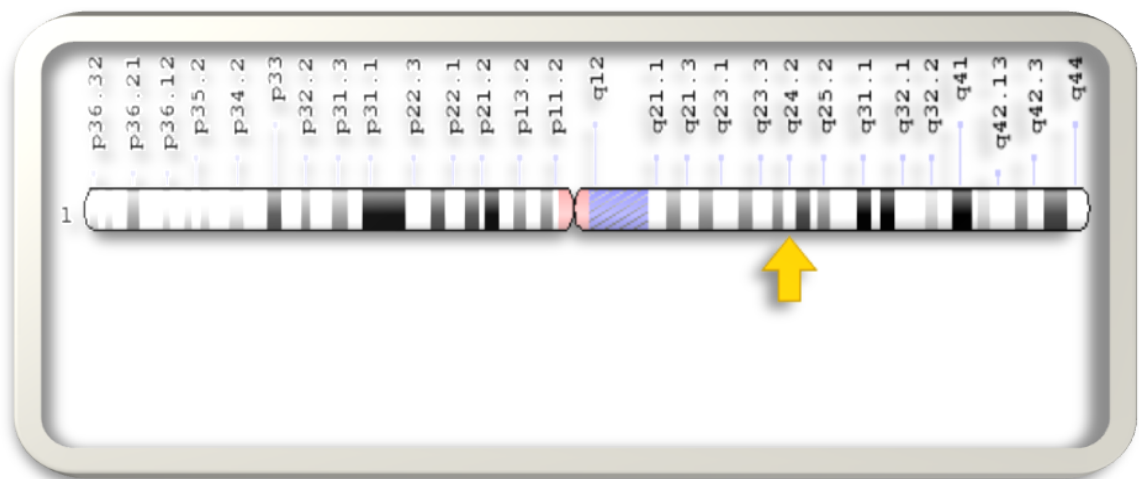 p36.32
p36.21
p36.12
p35.2
p34.2
p33
p32.2
p31.3
p31.1
p22.3
p22.1
p21.2
p13.2
p11.2
q12
q21.1
q21.3
q23.1
q23.3
q24.2
q25.2
q31.1
q32.1
q32.2
q41
q42.13
q42.3
q44
1